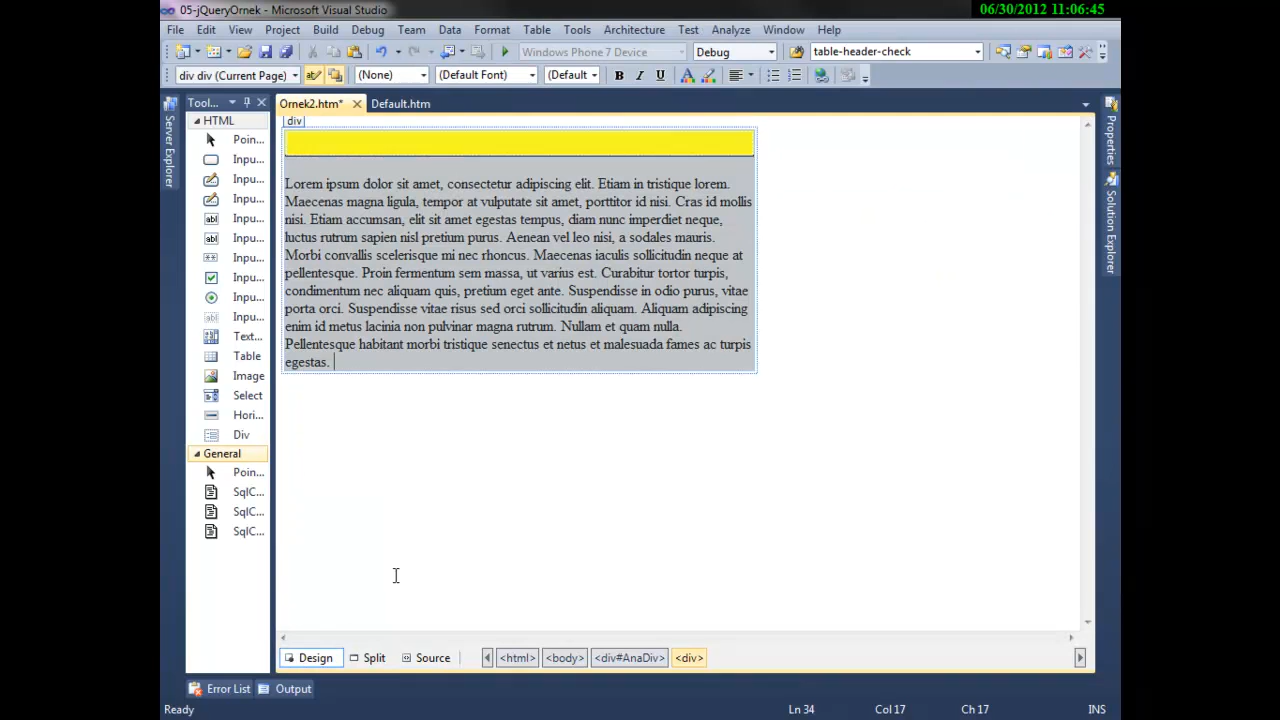 05-jQueryOrnek - Microsoft Visual Studio
06/30/2012 11:06:45
File Edit View Project Build Debug Team Data Format Table Tools Architecture Test Analyze Window Help
Windows Phone 7 Device Debug table-header-check
div div (Current Page) (None) (Default Font) (Default B I U
Tool... Ornek2.htm* Default.htm
Server Explorer
Properties
Solution Explorer
HTML
Poin...
Inpu...
Inpu...
Inpu...
Inpu...
Inpu...
Inpu...
Inpu...
Inpu...
Inpu...
Text...
Table
Image
Select
Hori...
Div
General
Poin...
SqlC...
SqlC...
SqlC...
div
Lorem ipsum dolor sit amet, consectetur adipiscing elit. Etiam in tristique lorem.
Maecenas magna ligula, tempor at vulputate sit amet, porttitor id nisi. Cras id mollis
nisi. Etiam accumsan, elit sit amet egestas tempus, diam nunc imperdiet neque,
luctus rutrum sapien nisl pretium purus. Aenean vel leo nisi, a sodales mauris.
Morbi convallis scelerisque mi nec rhoncus. Maecenas iaculis sollicitudin neque at
pellentesque. Proin fermentum sem massa, ut varius est. Curabitur tortor turpis,
condimentum nec aliquam quis, pretium eget ante. Suspendisse in odio purus, vitae
porta orci. Suspendisse vitae risus sed orci sollicitudin aliquam. Aliquam adipiscing
enim id metus lacinia non pulvinar magna rutrum. Nullam et quam nulla.
Pellentesque habitant morbi tristique senectus et netus et malesuada fames ac turpis
egestas.
Design Split Source <html> <body> <div#AnaDiv> <div>
Error List Output
Ready Ln 34 Col 17 Ch 17 INS